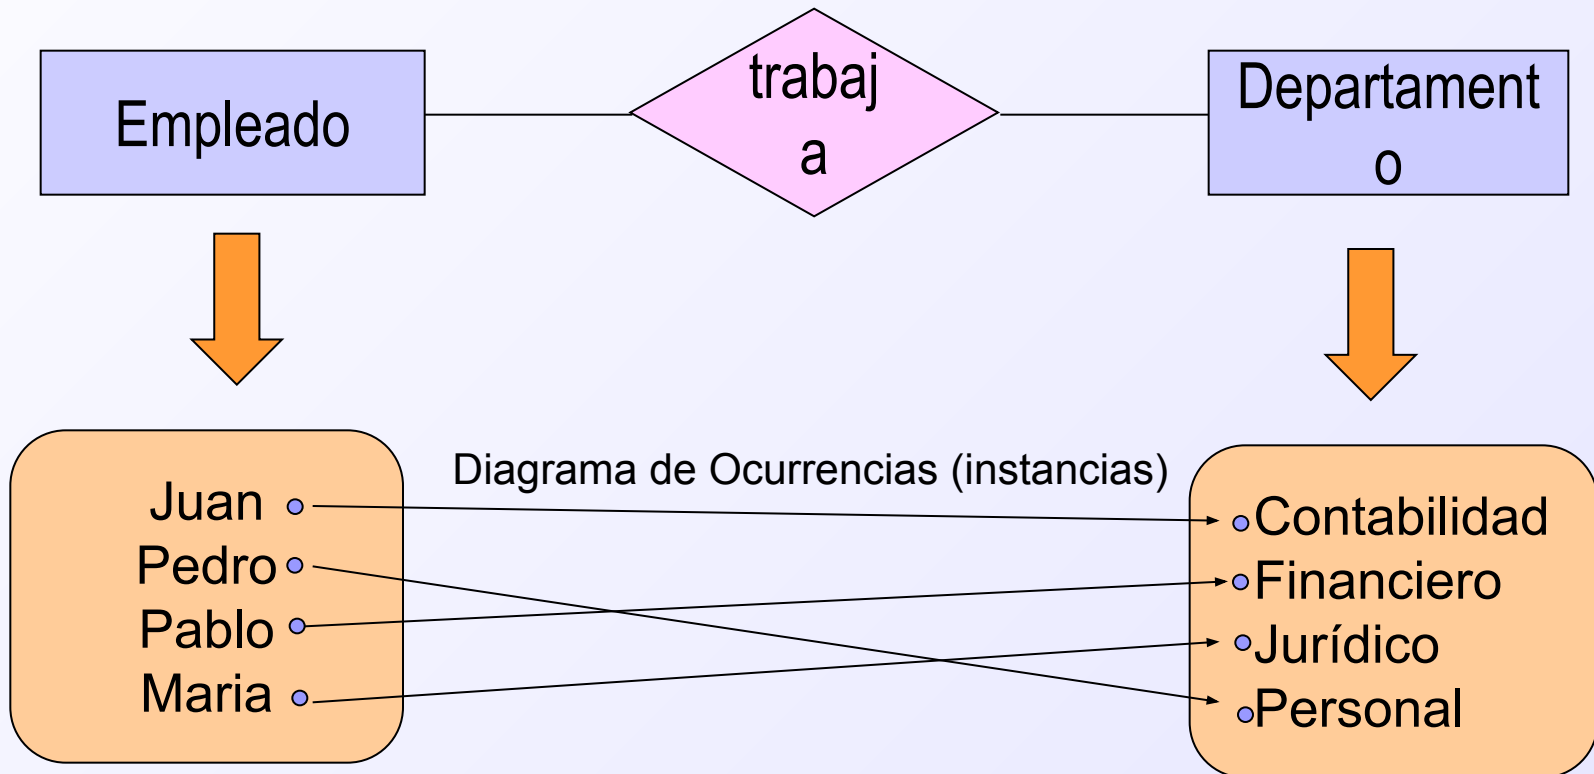 Empleado
trabaj
a
Departament
o
Diagrama de Ocurrencias (instancias)
Juan
Pedro
Pablo
Maria
Contabilidad
Financiero
Jurídico
Personal